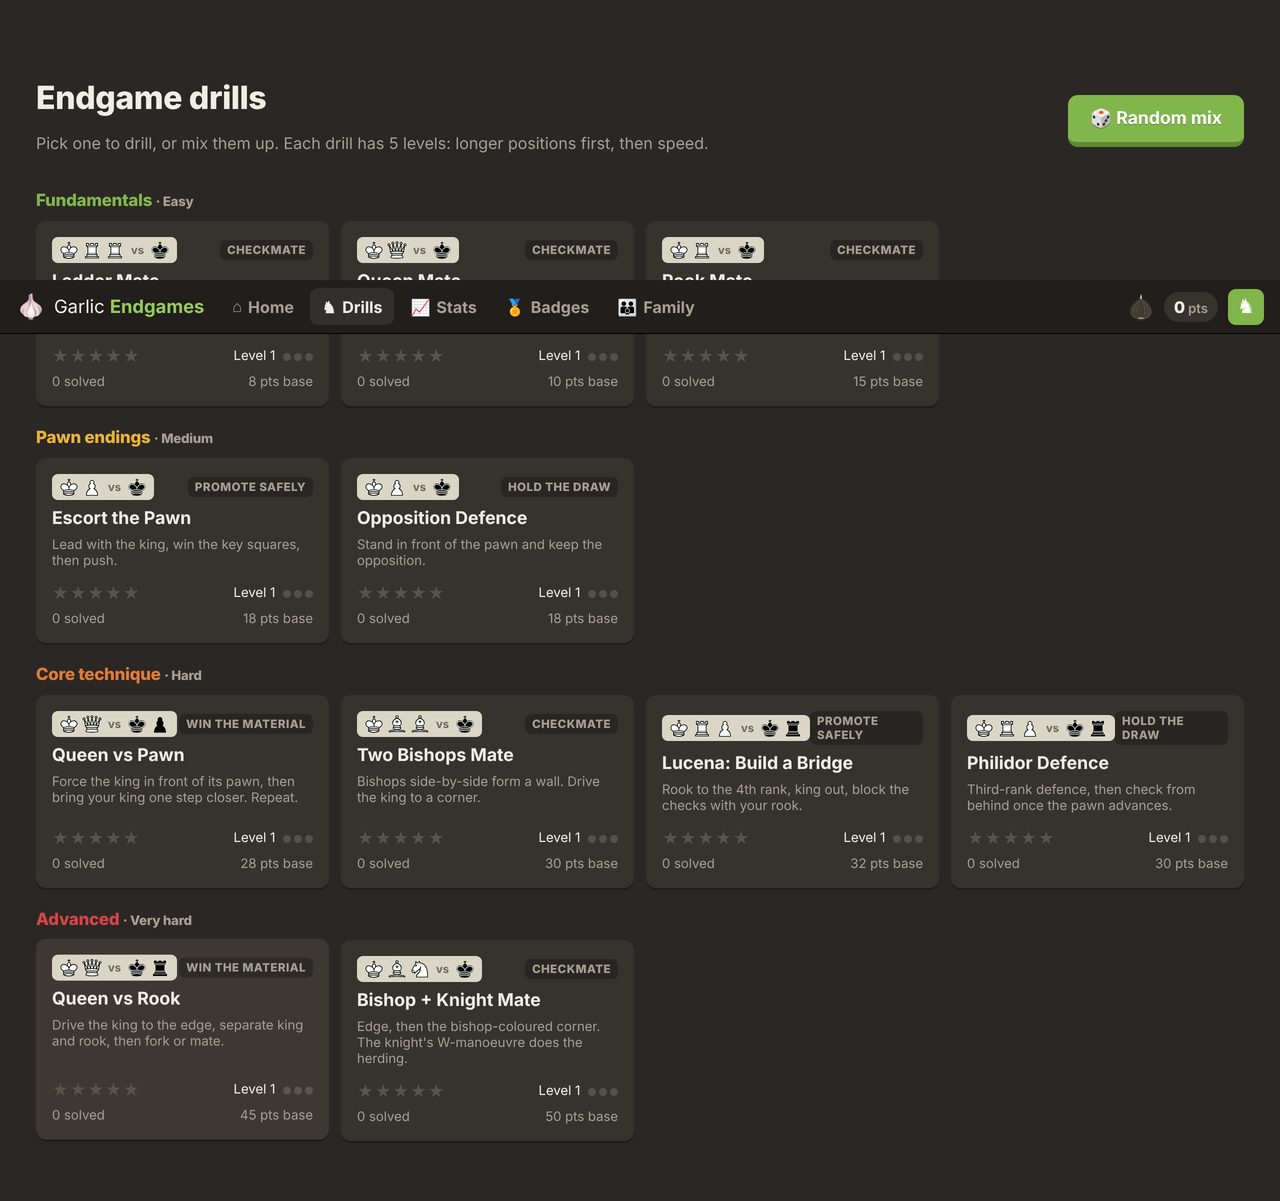 Endgame drills
Random mix
Pick one to drill, or mix them up. Each drill has 5 levels: longer positions first, then speed.
Fundamentals · Easy
vs CHECKMATE
vs CHECKMATE
vs CHECKMATE
Ladder Mate
Queen Mate
Rook Mate
Garlic Endgames
Home
Drills
Stats
Badges
Family
0 pts
Level 1
0 solved
8 pts base
Level 1
0 solved
10 pts base
Level 1
0 solved
15 pts base
Pawn endings · Medium
vs PROMOTE SAFELY
Escort the Pawn
Lead with the king, win the key squares,
then push.
Level 1
0 solved
18 pts base
vs HOLD THE DRAW
Opposition Defence
Stand in front of the pawn and keep the
opposition.
Level 1
0 solved
18 pts base
Core technique · Hard
vs WIN THE MATERIAL
Queen vs Pawn
Force the king in front of its pawn, then
bring your king one step closer. Repeat.
Level 1
0 solved
28 pts base
vs CHECKMATE
Two Bishops Mate
Bishops side-by-side form a wall. Drive
the king to a corner.
Level 1
0 solved
30 pts base
vs PROMOTE
SAFELY
Lucena: Build a Bridge
Rook to the 4th rank, king out, block the
checks with your rook.
Level 1
0 solved
32 pts base
vs HOLD THE
DRAW
Philidor Defence
Third-rank defence, then check from
behind once the pawn advances.
Level 1
0 solved
30 pts base
Advanced · Very hard
vs WIN THE MATERIAL
Queen vs Rook
Drive the king to the edge, separate king
and rook, then fork or mate.
Level 1
0 solved
45 pts base
vs CHECKMATE
Bishop + Knight Mate
Edge, then the bishop-coloured corner.
The knight's W-manoeuvre does the
herding.
Level 1
0 solved
50 pts base